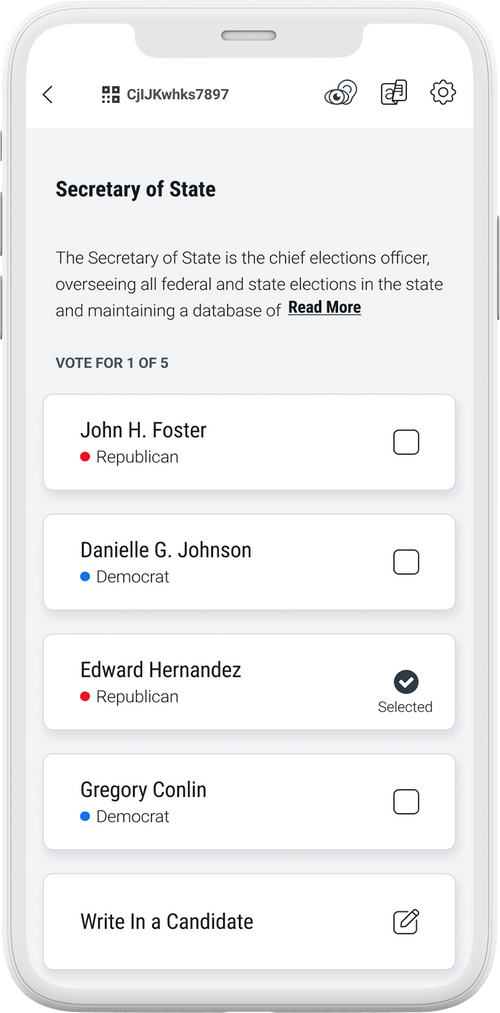 CjIJKwhks7897
Secretary of State
The Secretary of State is the chief elections officer,
overseeing all federal and state elections in the state
and maintaining a database of Read More
VOTE FOR 1 OF 5
John H. Foster
Republican
Danielle G. Johnson
Democrat
Edward Hernandez
Republican
Selected
Gregory Conlin
Democrat
Write In a Candidate